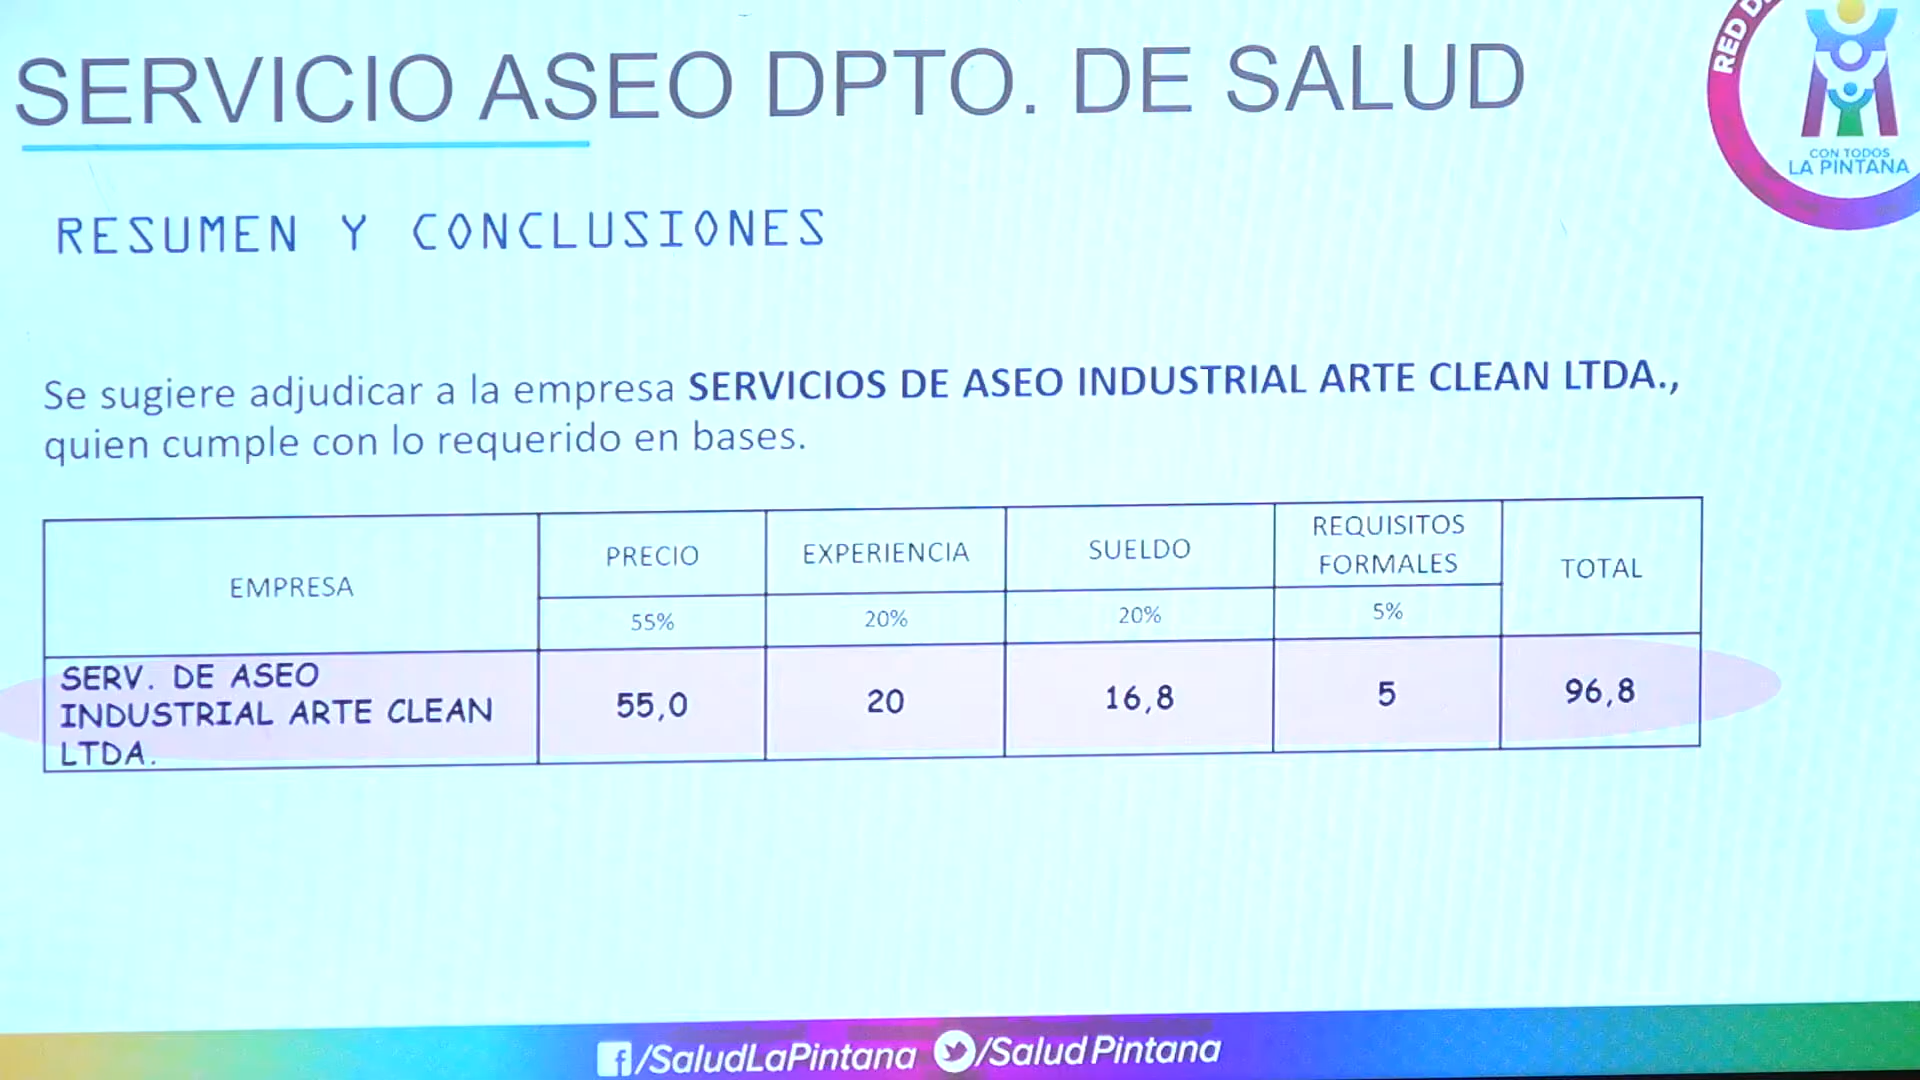 SERVICIO ASEO DPTO. DE SALUD
RED D
CON TODOS
LA PINTANA
RESUMEN Y CONCLUSIONES
Se sugiere adjudicar a la empresa SERVICIOS DE ASEO INDUSTRIAL ARTE CLEAN LTDA.,
quien cumple con lo requerido en bases.
EMPRESA
PRECIO
EXPERIENCIA
SUELDO
REQUISITOS
FORMALES
TOTAL
55%
20%
20%
5%
SERV. DE ASEO
INDUSTRIAL ARTE CLEAN
LTDA.
55,0
20
16,8
5
96,8
/SaludLaPintana /Salud Pintana